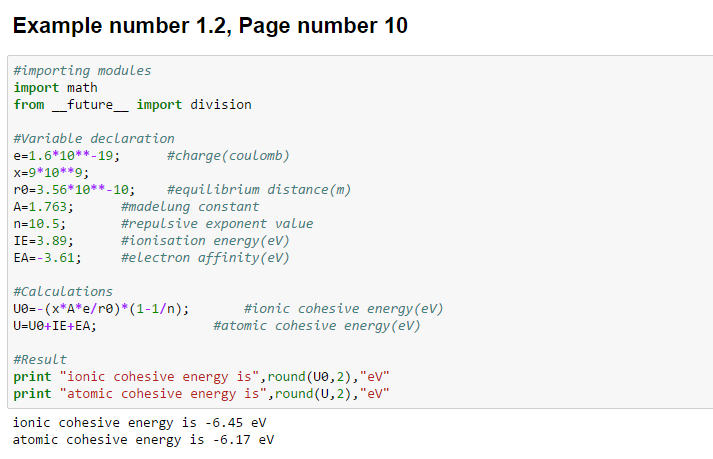 Example number 1.2, Page number 10
#importing modules
import math
from __future__ import division
#Variable declaration
e=1.6*10**-19;      #charge(coulomb)
x=9*10**9;
r0=3.56*10**-10;    #equilibrium distance(m)
A=1.763;      #madelung constant
n=10.5;       #repulsive exponent value
IE=3.89;      #ionisation energy(eV)
EA=-3.61;     #electron affinity(eV)
#Calculations
U0=-(x*A*e/r0)*(1-1/n);       #ionic cohesive energy(eV)
U=U0+IE+EA;               #atomic cohesive energy(eV)
#Result
print "ionic cohesive energy is",round(U0,2),"eV"
print "atomic cohesive energy is",round(U,2),"eV"
ionic cohesive energy is -6.45 eV
atomic cohesive energy is -6.17 eV